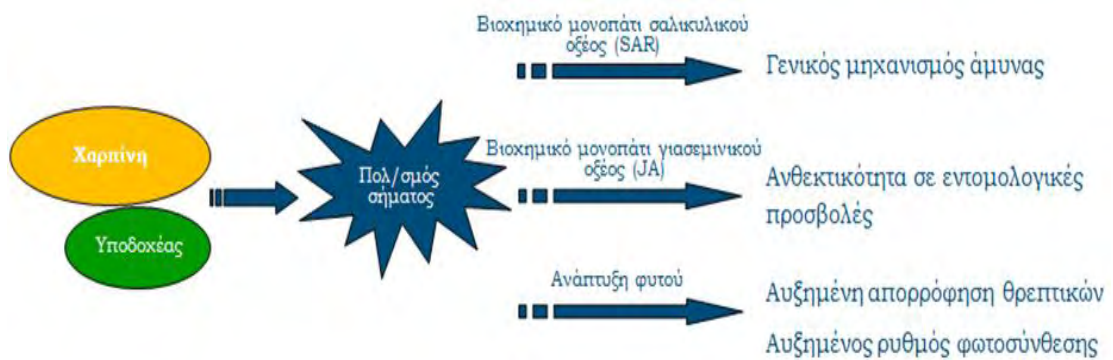 Χαρπίνη
Υποδοχέας
Πολ/σμός
σήματος
Βιοχημικό μονοπάτι σαλικυλικού
οξέος (SAR)
Γενικός μηχανισμός άμυνας
Βιοχημικό μονοπάτι γιασεμινικού
οξέος (JA)
Ανθεκτικότητα σε εντομολογικές
προσβολές
Ανάπτυξη φυτού
Αυξημένη απορρόφηση θρεπτικών
Αυξημένος ρυθμός φωτοσύνθεσης